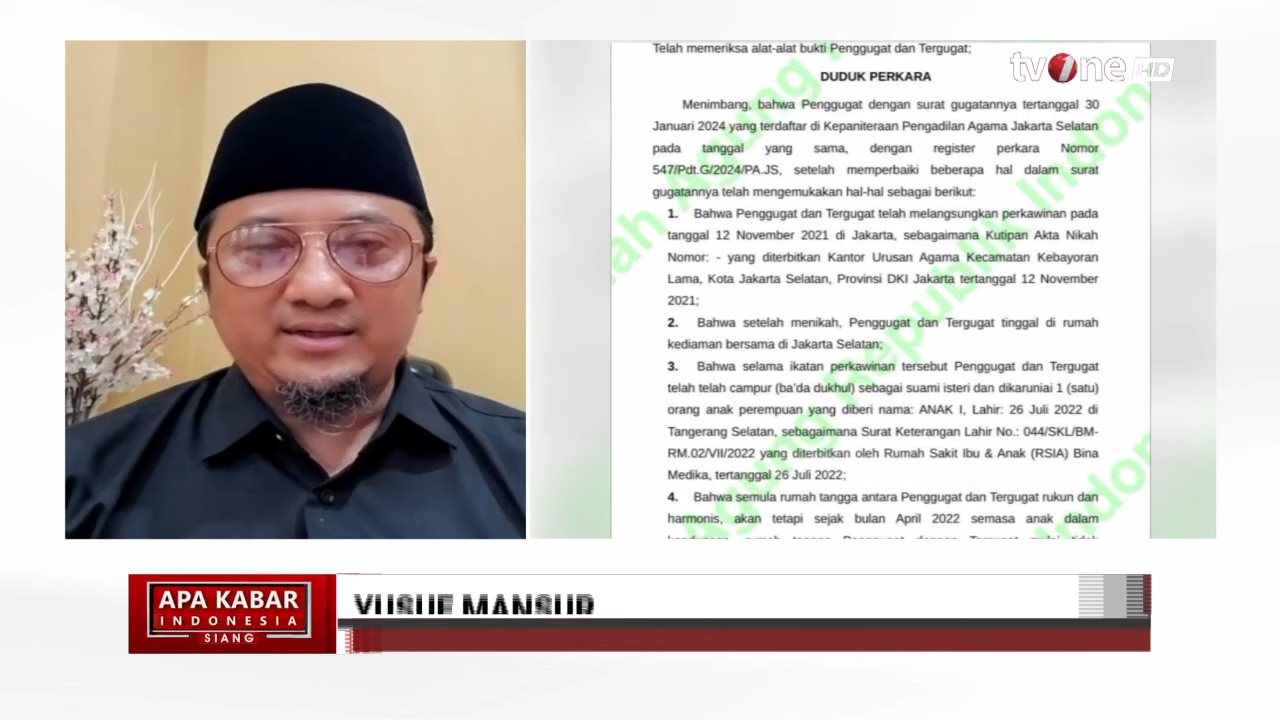 Telah memeriksa alat-alat bukti Penggugat dan Tergugat;
tvOne HD
DUDUK PERKARA
Menimbang, bahwa Penggugat dengan surat gugatannya tertanggal 30
Januari 2024 yang terdaftar di Kepaniteraan Pengadilan Agama Jakarta Selatan
pada tanggal yang sama, dengan register perkara Nomor
547/Pdt.G/2024/PA.JS, setelah memperbaiki beberapa hal dalam surat
gugatannya telah mengemukakan hal-hal sebagai berikut:
1. Bahwa Penggugat dan Tergugat telah melangsungkan perkawinan pada
tanggal 12 November 2021 di Jakarta, sebagaimana Kutipan Akta Nikah
Nomor: - yang diterbitkan Kantor Urusan Agama Kecamatan Kebayoran
Lama, Kota Jakarta Selatan, Provinsi DKI Jakarta tertanggal 12 November
2021;
2. Bahwa setelah menikah, Penggugat dan Tergugat tinggal di rumah
kediaman bersama di Jakarta Selatan;
3. Bahwa selama ikatan perkawinan tersebut Penggugat dan Tergugat
telah telah campur (ba'da dukhul) sebagai suami isteri dan dikaruniai 1 (satu)
orang anak perempuan yang diberi nama: ANAK I, Lahir: 26 Juli 2022 di
Tangerang Selatan, sebagaimana Surat Keterangan Lahir No.: 044/SKL/BM-
RM.02/VII/2022 yang diterbitkan oleh Rumah Sakit Ibu & Anak (RSIA) Bina
Medika, tertanggal 26 Juli 2022;
4. Bahwa semula rumah tangga antara Penggugat dan Tergugat rukun dan
harmonis, akan tetapi sejak bulan April 2022 semasa anak dalam
Agung Republik Indon
APA KABAR
INDONESIA
SIANG
YUSUF MANSUR